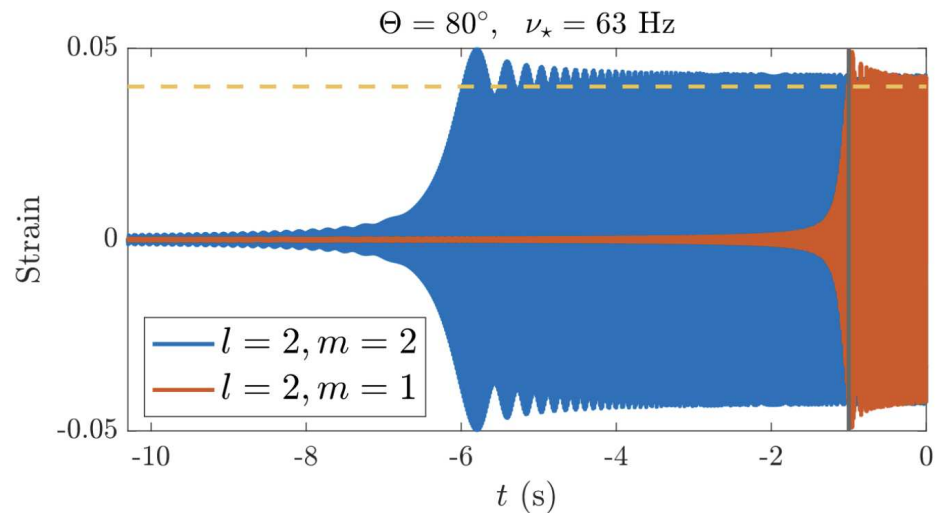 Θ = 80°, ν⋆ = 63 Hz
0.05
0
-0.05
Strain
l = 2, m = 2
l = 2, m = 1
-10 -8 -6 -4 -2 0
t (s)